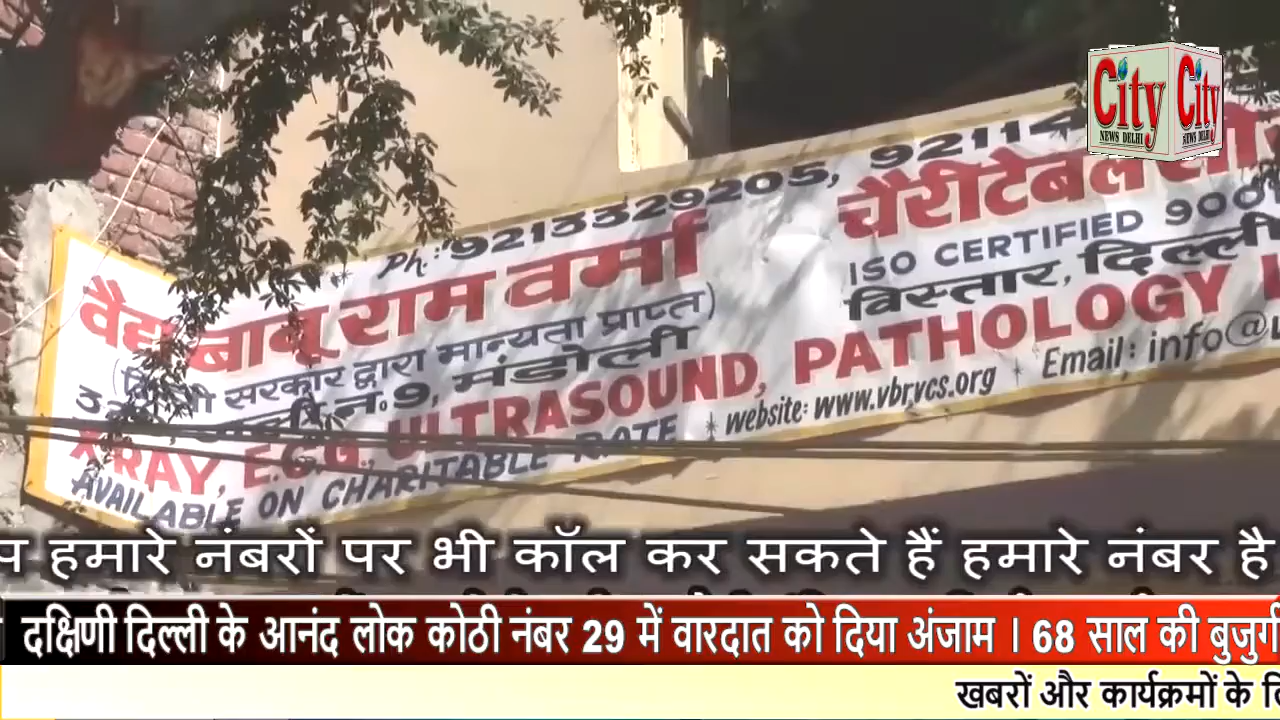 City City
NEWS DELHI NEWS DELHI
Ph.: 9213329205, 92114
वैद्य बाबू राम वर्मा चैरीटेबल
सरकार द्वारा मान्यता प्राप्त) ISO CERTIFIED 900
नं. 9, मंडोली विस्तार, दिल्ली
X-RAY, E.C.G., ULTRASOUND, PATHOLOGY
AVAILABLE ON CHARITABLE RATE * website: www.vbrvcs.org * Email: info@
हमारे नंबरों पर भी कॉल कर सकते हैं हमारे नंबर है
दक्षिणी दिल्ली के आनंद लोक कोठी नंबर 29 में वारदात को दिया अंजाम । 68 साल की बुजुर्ग
खबरों और कार्यक्रमों के